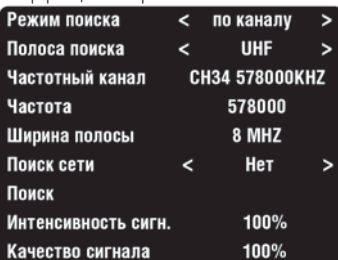 Режим поиска < по каналу >
Полоса поиска < UHF >
Частотный канал CH34 578000KHZ
Частота 578000
Ширина полосы 8 MHZ
Поиск сети < Нет >
Поиск
Интенсивность сигн. 100%
Качество сигнала 100%